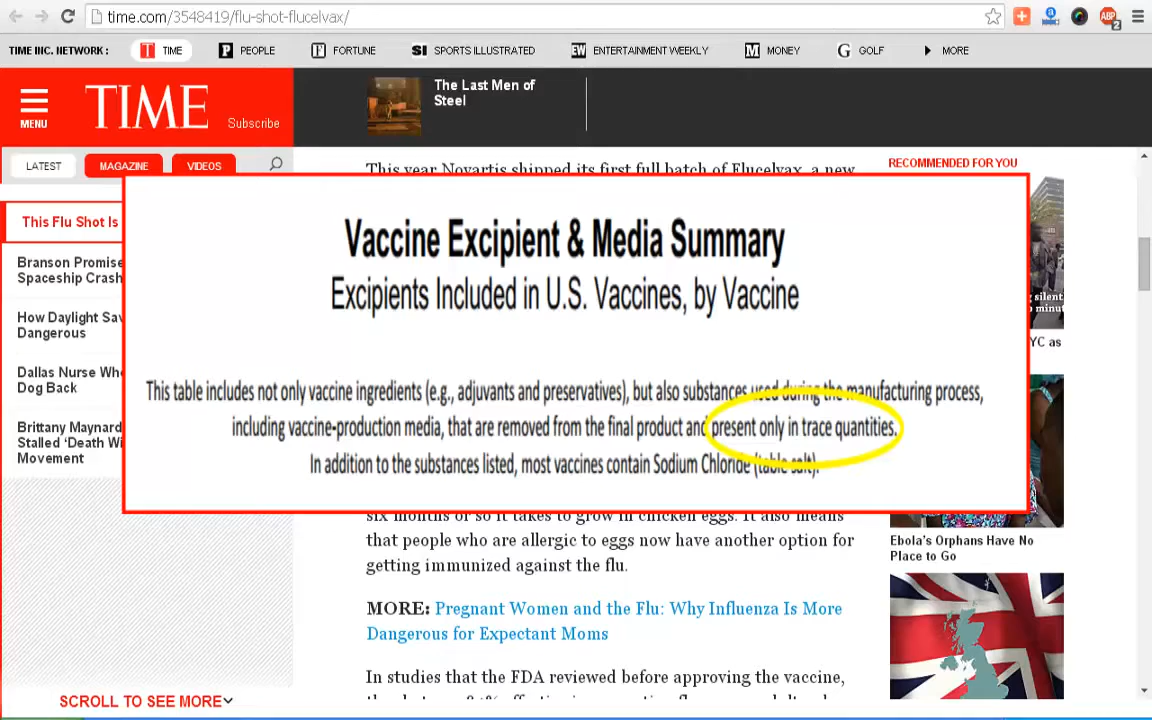 time.com/3548419/flu-shot-flucelvax/
ABP
2
TIME INC. NETWORK :
T TIME
P PEOPLE
F FORTUNE
SI SPORTS ILLUSTRATED
EW ENTERTAINMENT WEEKLY
M MONEY
G GOLF
MORE
MENU
TIME
Subscribe
The Last Men of
Steel
LATEST
MAGAZINE
VIDEOS
This Flu Shot Is
Branson Promise
Spaceship Crash
How Daylight Sav
Dangerous
Dallas Nurse Who
Dog Back
Brittany Maynard
Stalled ‘Death Wi
Movement
SCROLL TO SEE MORE
This year Novartis shipped its first full batch of Flucelvax, a new
Vaccine Excipient & Media Summary
Excipients Included in U.S. Vaccines, by Vaccine
This table includes not only vaccine ingredients (e.g., adjuvants and preservatives), but also substances used during the manufacturing process,
including vaccine-production media, that are removed from the final product and present only in trace quantities.
In addition to the substances listed, most vaccines contain Sodium Chloride (table salt).
six months or so it takes to grow in chicken eggs. It also means
that people who are allergic to eggs now have another option for
getting immunized against the flu.
MORE: Pregnant Women and the Flu: Why Influenza Is More
Dangerous for Expectant Moms
In studies that the FDA reviewed before approving the vaccine,
RECOMMENDED FOR YOU
silent
minut
YC as
Ebola's Orphans Have No
Place to Go